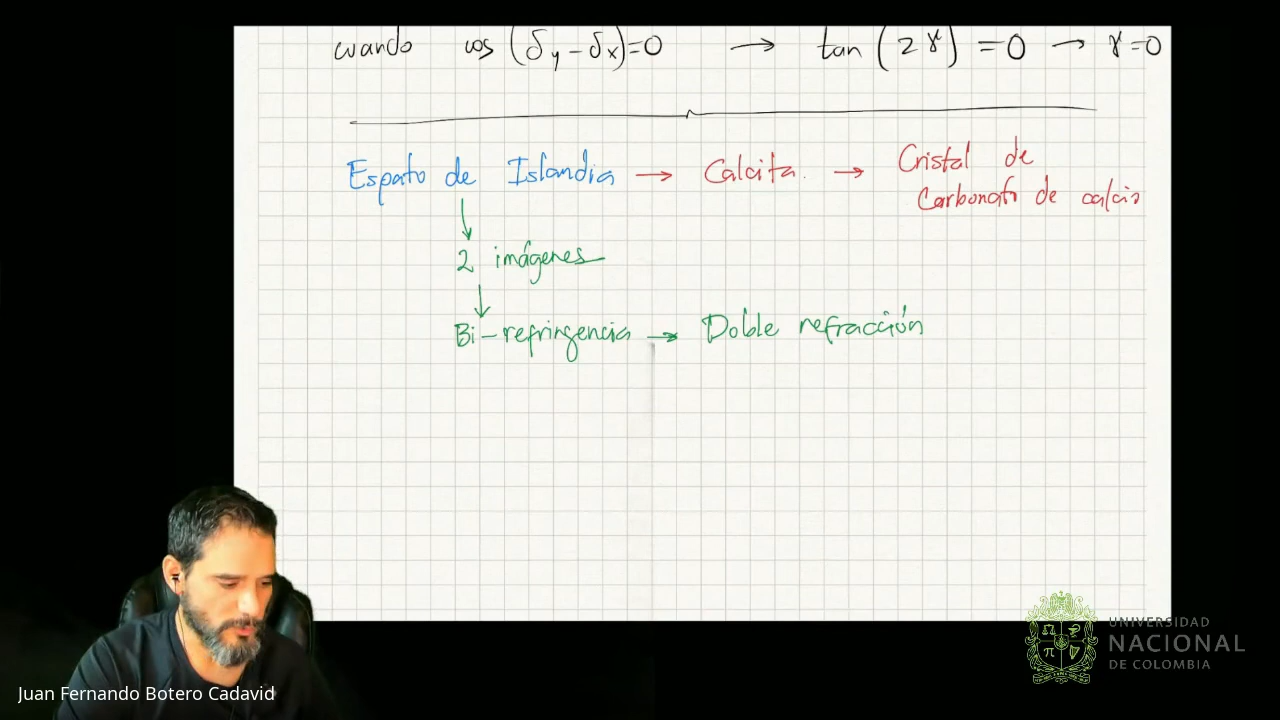 cuando cos (δy - δx)=0 → tan (2γ) = 0 → γ=0
Espato de Islandia → Calcita. → Cristal de
Carbonato de calcio
2 imágenes
Bi-refringencia → Doble refracción
UNIVERSIDAD
NACIONAL
DE COLOMBIA
Juan Fernando Botero Cadavid